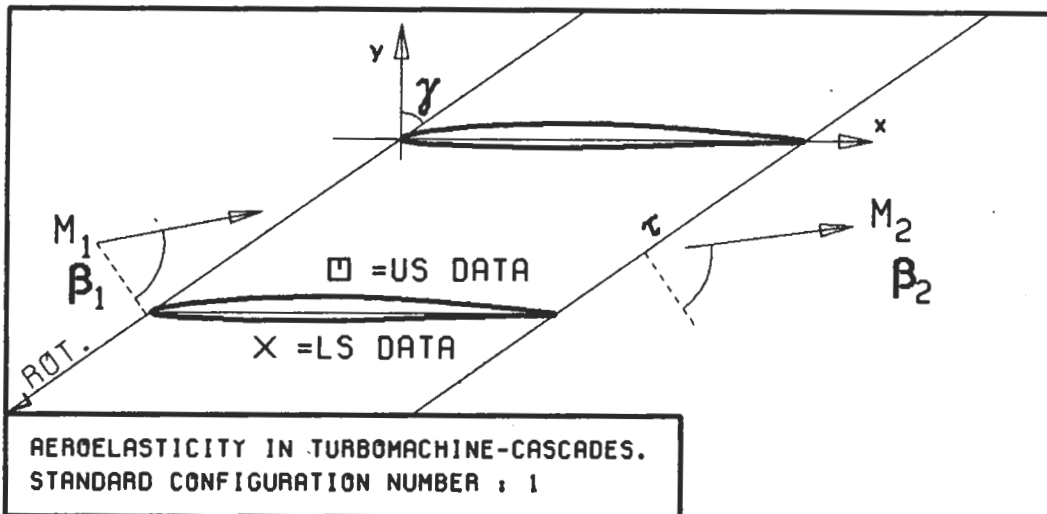 y
γ
x
M1
β1
τ
M2
β2
=US DATA
× =LS DATA
ROT.
AEROELASTICITY IN TURBOMACHINE-CASCADES.
STANDARD CONFIGURATION NUMBER : 1